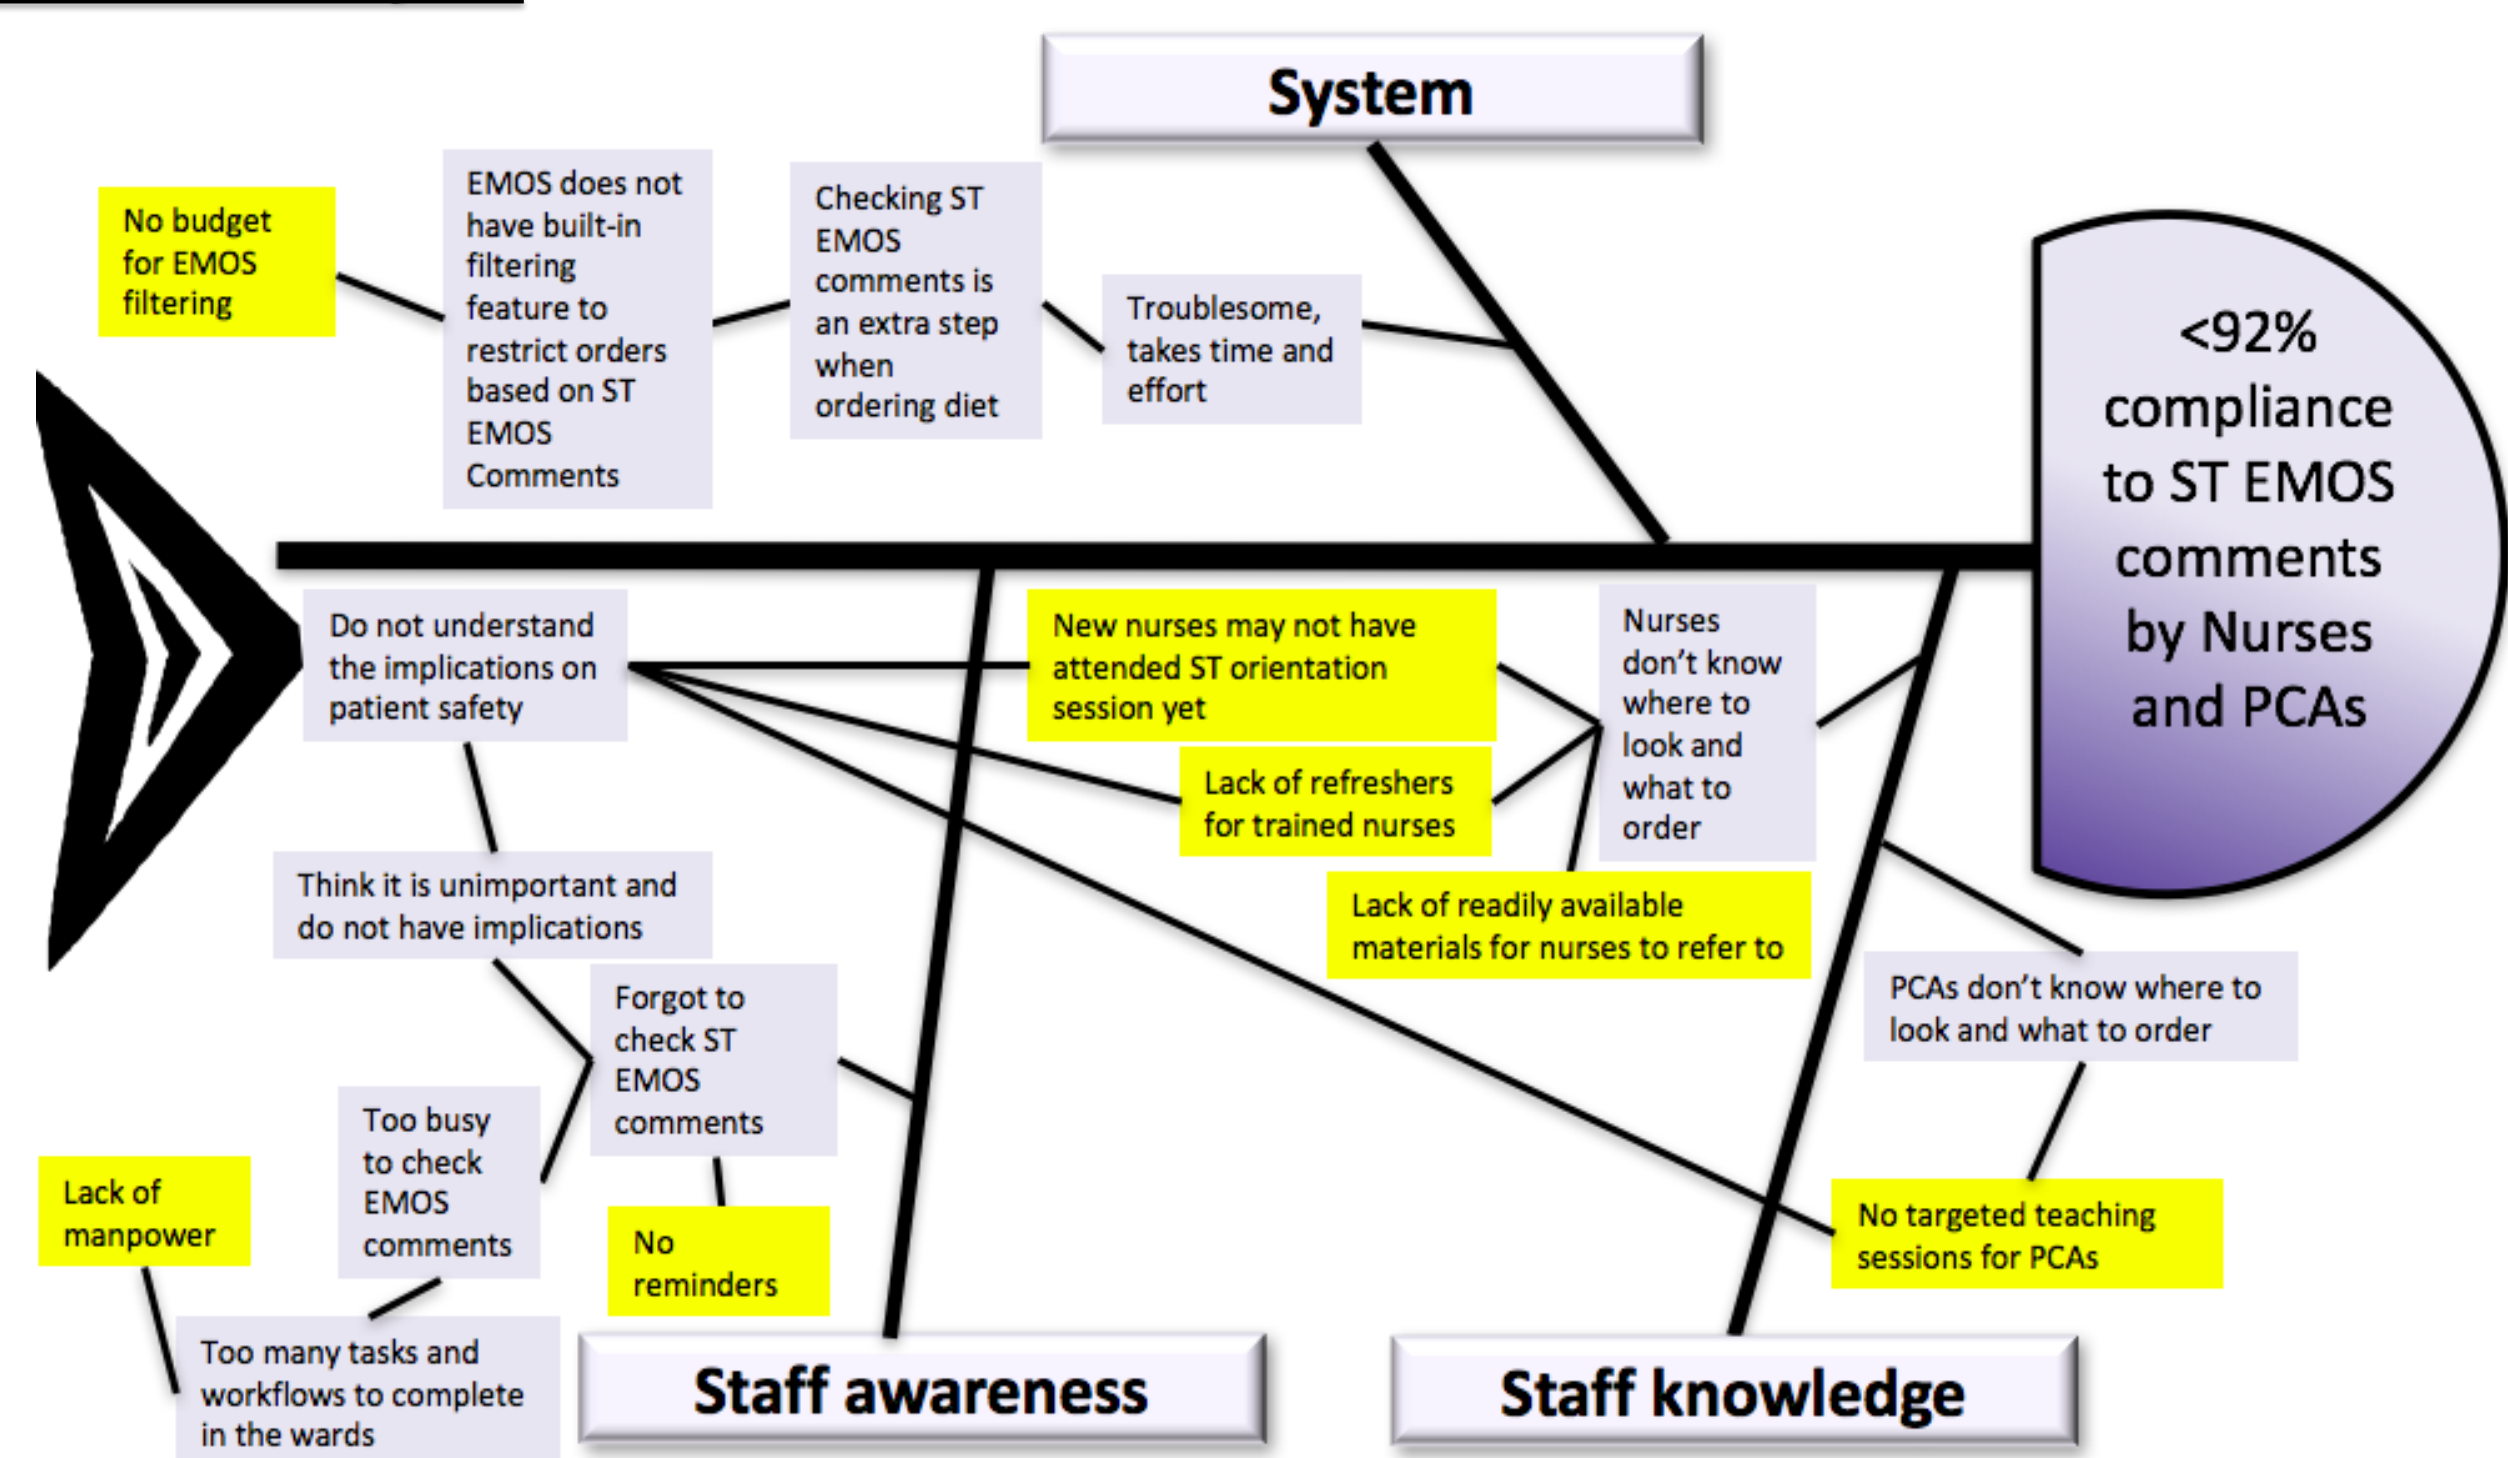 System
No budget
for EMOS
filtering
EMOS does not
have built-in
filtering
feature to
restrict orders
based on ST
EMOS
Comments
Checking ST
EMOS
comments is
an extra step
when
ordering diet
Troublesome,
takes time and
effort
<92%
compliance
to ST EMOS
comments
by Nurses
and PCAs
Do not understand
the implications on
patient safety
New nurses may not have
attended ST orientation
session yet
Nurses
don’t know
where to
look and
what to
order
Lack of refreshers
for trained nurses
Lack of readily available
materials for nurses to refer to
Think it is unimportant and
do not have implications
Forgot to
check ST
EMOS
comments
PCAs don’t know where to
look and what to order
Too busy
to check
EMOS
comments
Lack of
manpower
No
reminders
No targeted teaching
sessions for PCAs
Too many tasks and
workflows to complete
in the wards
Staff awareness
Staff knowledge